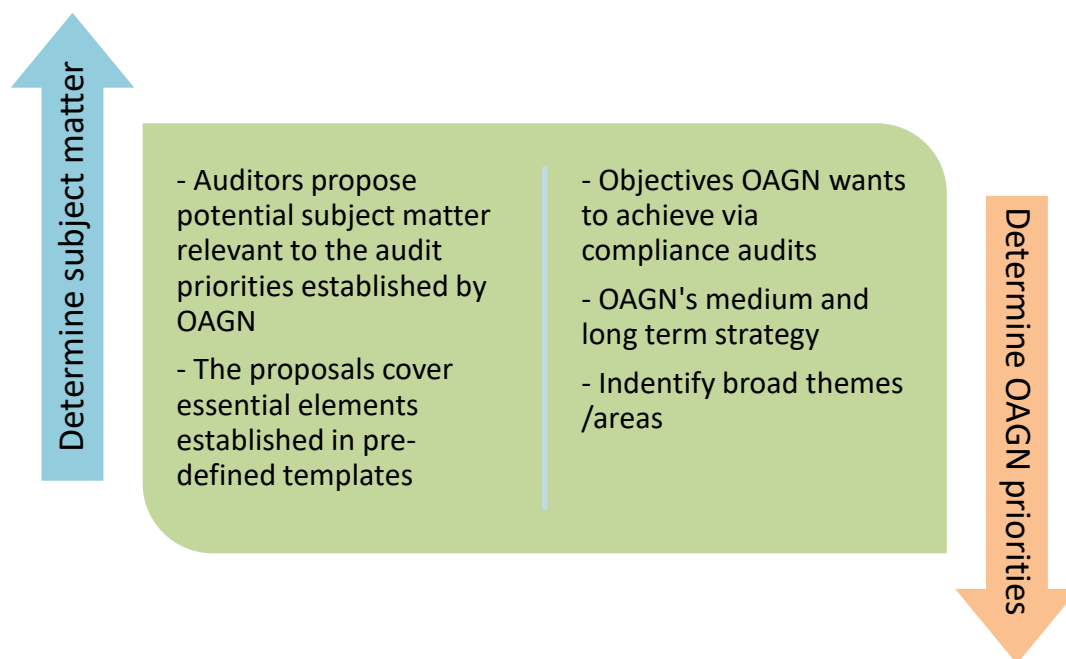 Determine subject matter
- Auditors propose
potential subject matter
relevant to the audit
priorities established by
OAGN
- The proposals cover
essential elements
established in pre-
defined templates
- Objectives OAGN wants
to achieve via
compliance audits
- OAGN's medium and
long term strategy
- Indentify broad themes
/areas
Determine OAGN priorities